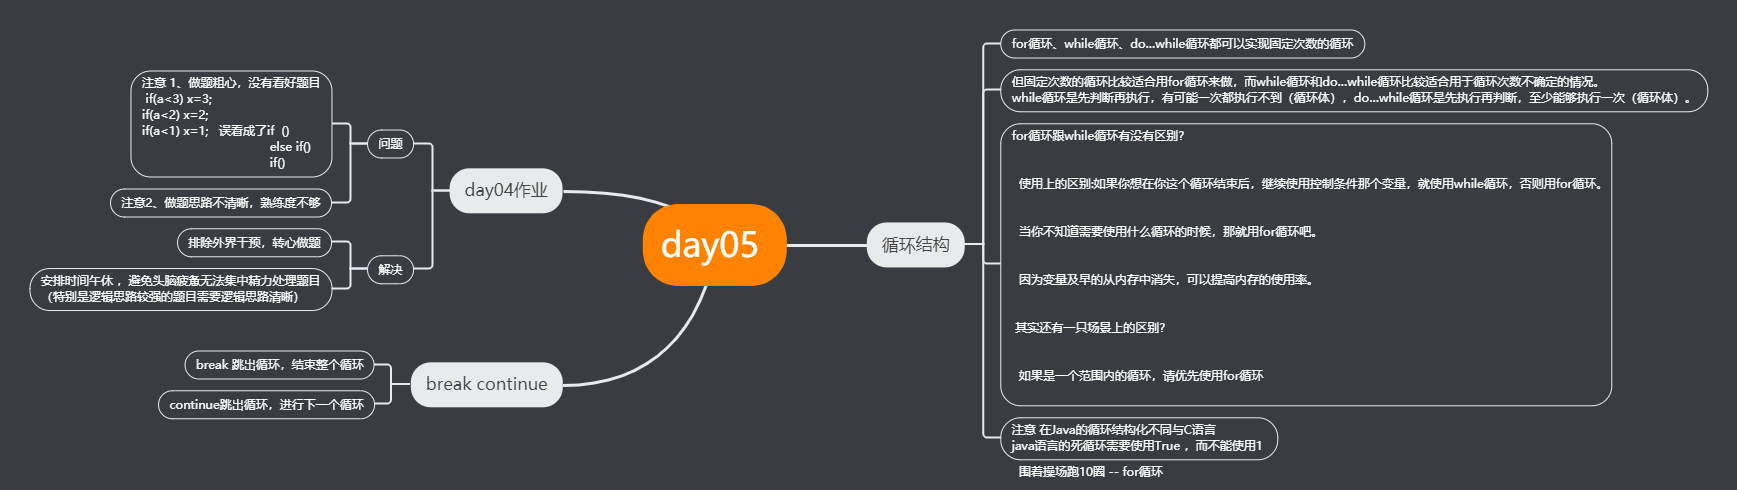 day05
day04作业
问题
注意 1、做题粗心，没有看好题目
if(a<3) x=3;
if(a<2) x=2;
if(a<1) x=1;   误看成了if  ()
else if()
if()
注意2、做题思路不清晰，熟练度不够
解决
排除外界干预，转心做题
安排时间午休 ，避免头脑疲惫无法集中精力处理题目
（特别是逻辑思路较强的题目需要逻辑思路清晰）
break continue
break 跳出循环，结束整个循环
continue跳出循环，进行下一个循环
循环结构
for循环、while循环、do...while循环都可以实现固定次数的循环
但固定次数的循环比较适合用for循环来做，而while循环和do...while循环比较适合用于循环次数不确定的情况。
while循环是先判断再执行，有可能一次都执行不到（循环体），do...while循环是先执行再判断，至少能够执行一次（循环体）。
for循环跟while循环有没有区别？
使用上的区别:如果你想在你这个循环结束后，继续使用控制条件那个变量，就使用while循环，否则用for循环。
当你不知道需要使用什么循环的时候，那就用for循环吧。
因为变量及早的从内存中消失，可以提高内存的使用率。
其实还有一只场景上的区别？
如果是一个范围内的循环，请优先使用for循环
注意 在Java的循环结构化不同与C语言
java语言的死循环需要使用True ，而不能使用1
围着操场跑10圈 -- for循环